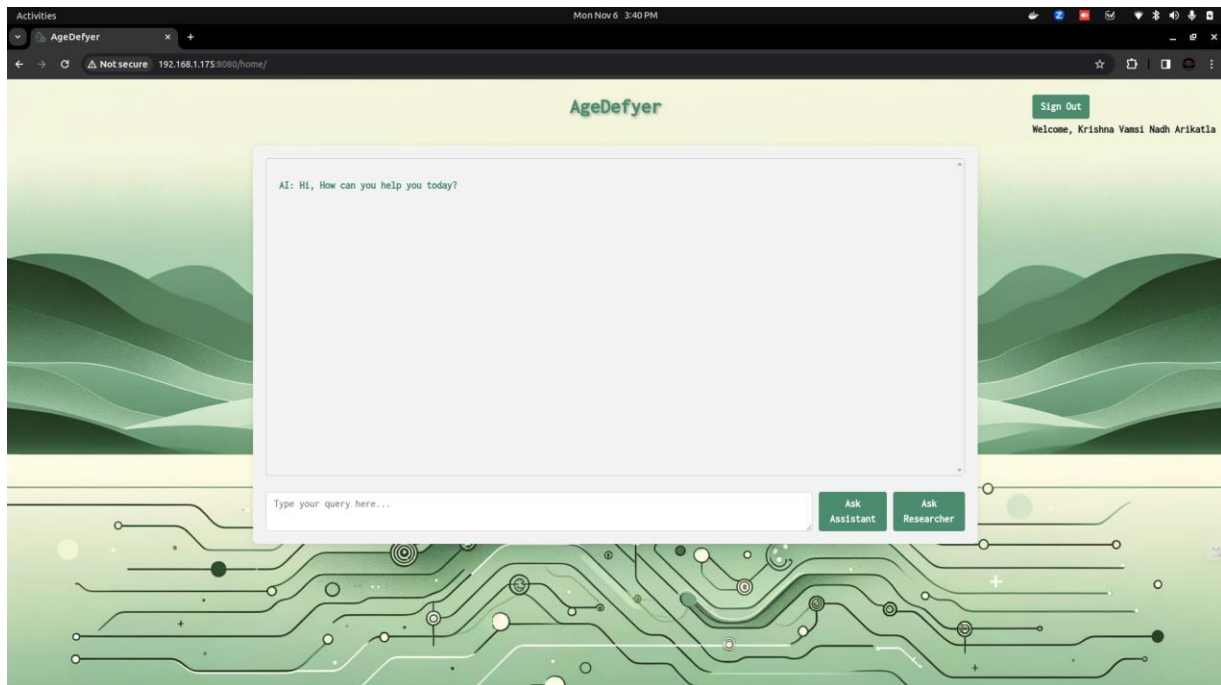 Activities
Mon Nov 6 3:40 PM
AgeDefyer
Not secure 192.168.1.175:8080/home/
AgeDefyer
Sign Out
Welcome, Krishna Vamsi Nadh Arikatla
AI: Hi, How can you help you today?
Type your query here...
Ask
Assistant
Ask
Researcher